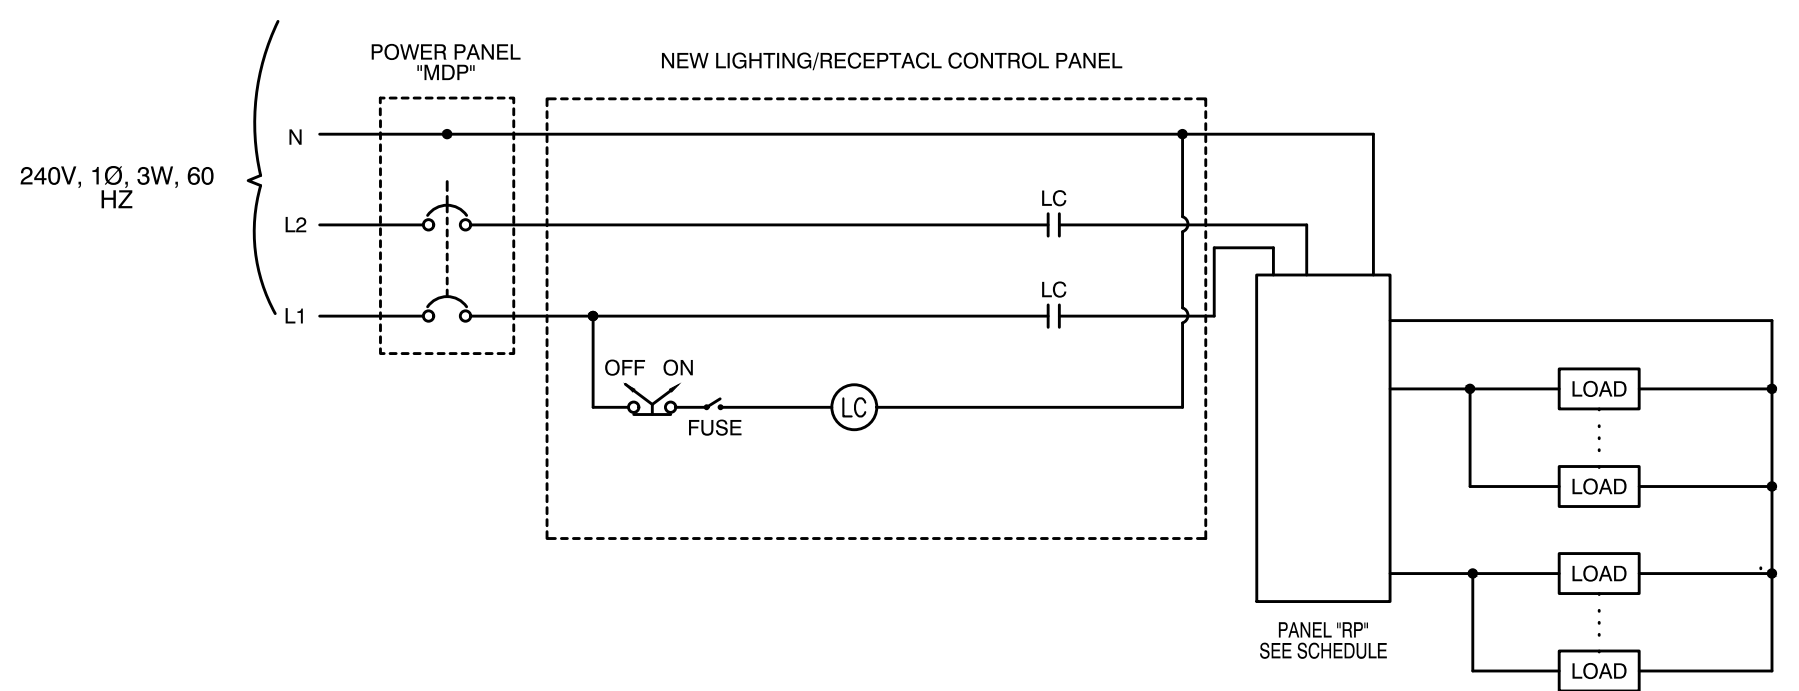 POWER PANEL
"MDP"
NEW LIGHTING/RECEPTACL CONTROL PANEL
N
240V, 1Ø, 3W, 60
HZ
L2
LC
L1
LC
OFF ON
FUSE
LC
LOAD
LOAD
LOAD
LOAD
PANEL "RP"
SEE SCHEDULE